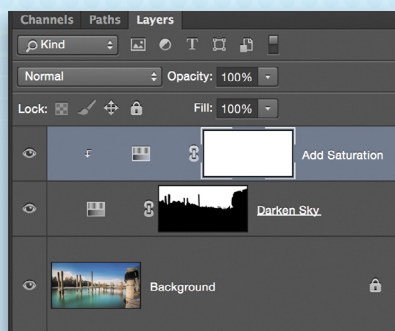 Channels Paths Layers
Kind
Normal Opacity: 100%
Lock: Fill: 100%
Add Saturation
Darken Sky
Background